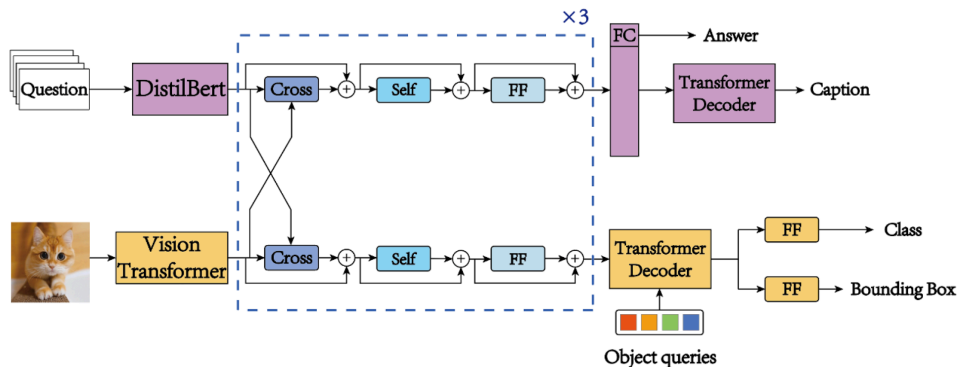 ×3
Question
DistilBert
Cross
+
Self
+
FF
+
FC
Answer
Transformer
Decoder
Caption
Vision
Transformer
Cross
+
Self
+
FF
+
Transformer
Decoder
FF
Class
FF
Bounding Box
Object queries